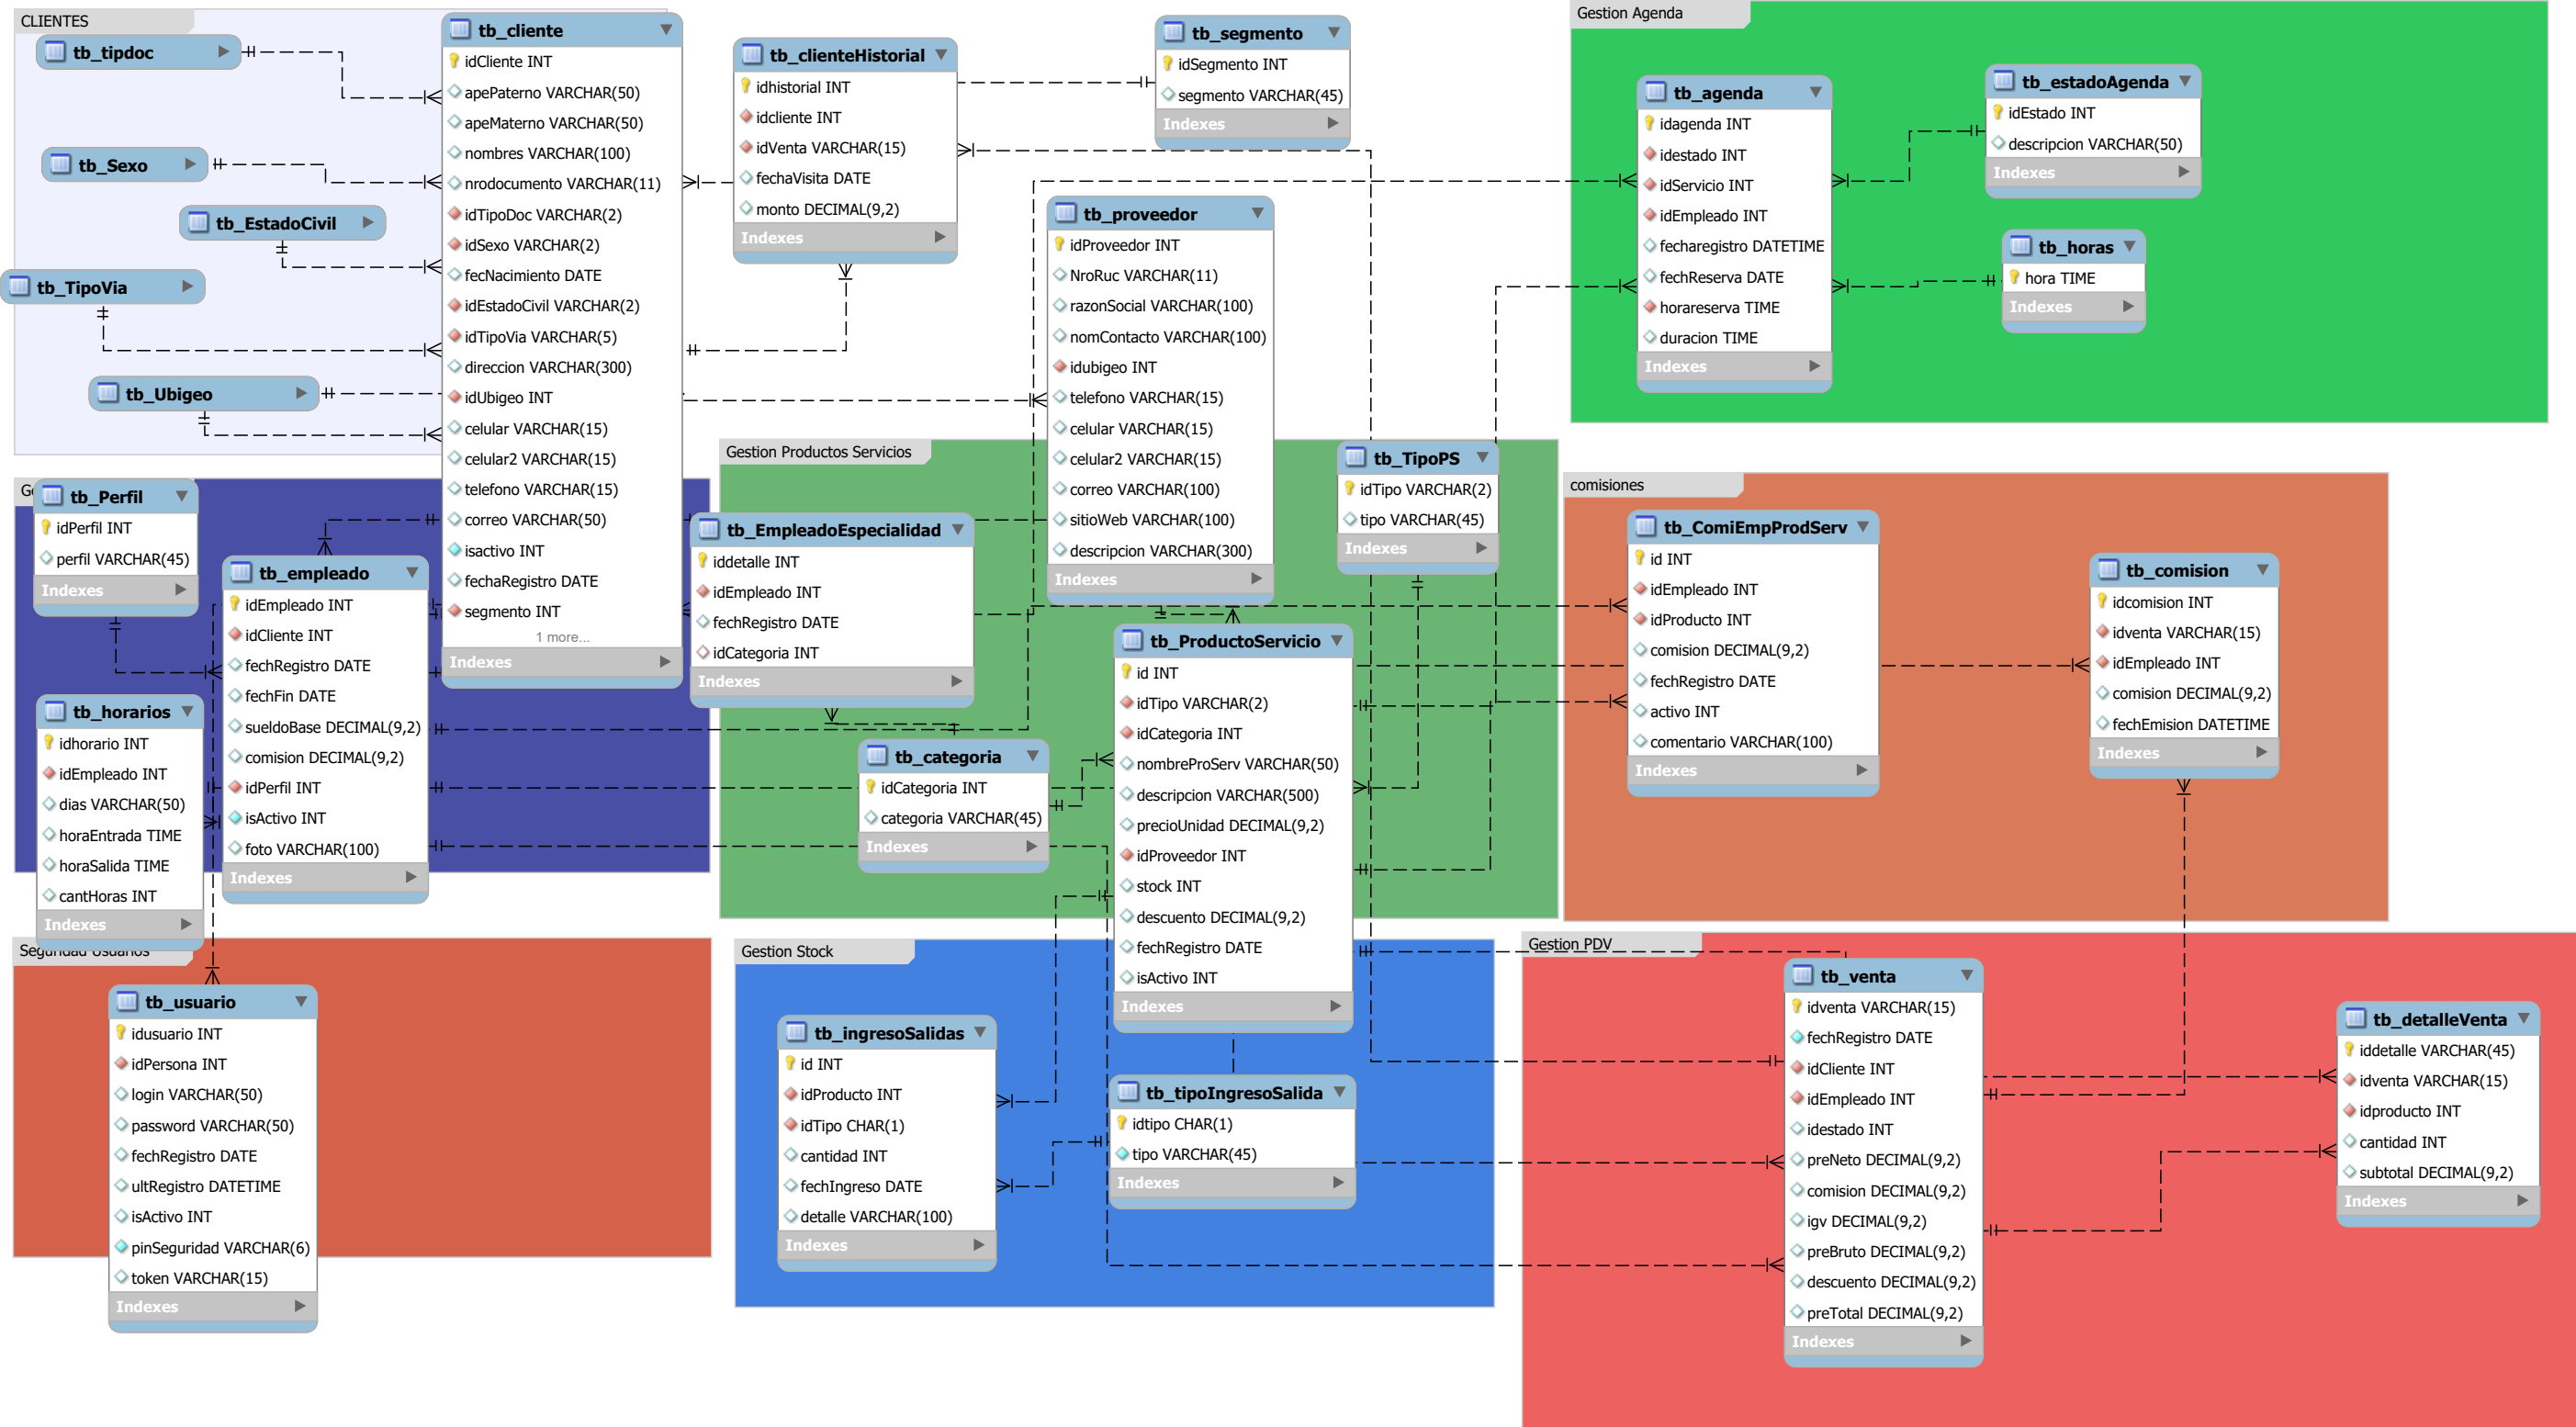 CLIENTES
tb_tipdoc
tb_Sexo
tb_EstadoCivil
tb_TipoVia
tb_Ubigeo
tb_cliente
idCliente INT
apePaterno VARCHAR(50)
apeMaterno VARCHAR(50)
nombres VARCHAR(100)
nrodocumento VARCHAR(11)
idTipoDoc VARCHAR(2)
idSexo VARCHAR(2)
fecNacimiento DATE
idEstadoCivil VARCHAR(2)
idTipoVia VARCHAR(5)
direccion VARCHAR(300)
idUbigeo INT
celular VARCHAR(15)
celular2 VARCHAR(15)
telefono VARCHAR(15)
correo VARCHAR(50)
isactivo INT
fechaRegistro DATE
segmento INT
1 more...
Indexes
tb_clienteHistorial
idhistorial INT
idcliente INT
idVenta VARCHAR(15)
fechaVisita DATE
monto DECIMAL(9,2)
Indexes
tb_segmento
idSegmento INT
segmento VARCHAR(45)
Indexes
tb_proveedor
idProveedor INT
NroRuc VARCHAR(11)
razonSocial VARCHAR(100)
nomContacto VARCHAR(100)
idubigeo INT
telefono VARCHAR(15)
celular VARCHAR(15)
celular2 VARCHAR(15)
correo VARCHAR(100)
sitioWeb VARCHAR(100)
descripcion VARCHAR(300)
Indexes
Gestion Agenda
tb_agenda
idagenda INT
idestado INT
idServicio INT
idEmpleado INT
fecharegistro DATETIME
fechReserva DATE
horareserva TIME
duracion TIME
Indexes
tb_estadoAgenda
idEstado INT
descripcion VARCHAR(50)
Indexes
tb_horas
hora TIME
Indexes
tb_Perfil
idPerfil INT
perfil VARCHAR(45)
Indexes
tb_empleado
idEmpleado INT
idCliente INT
fechRegistro DATE
fechFin DATE
sueldoBase DECIMAL(9,2)
comision DECIMAL(9,2)
idPerfil INT
isActivo INT
foto VARCHAR(100)
Indexes
tb_horarios
idhorario INT
idEmpleado INT
dias VARCHAR(50)
horaEntrada TIME
horaSalida TIME
cantHoras INT
Indexes
Gestion Productos Servicios
tb_EmpleadoEspecialidad
iddetalle INT
idEmpleado INT
fechRegistro DATE
idCategoria INT
Indexes
tb_categoria
idCategoria INT
categoria VARCHAR(45)
Indexes
tb_TipoPS
idTipo VARCHAR(2)
tipo VARCHAR(45)
Indexes
tb_ProductoServicio
id INT
idTipo VARCHAR(2)
idCategoria INT
nombreProServ VARCHAR(50)
descripcion VARCHAR(500)
precioUnidad DECIMAL(9,2)
idProveedor INT
stock INT
descuento DECIMAL(9,2)
fechRegistro DATE
isActivo INT
Indexes
comisiones
tb_ComiEmpProdServ
id INT
idEmpleado INT
idProducto INT
comision DECIMAL(9,2)
fechRegistro DATE
activo INT
comentario VARCHAR(100)
Indexes
tb_comision
idcomision INT
idventa VARCHAR(15)
idEmpleado INT
comision DECIMAL(9,2)
fechEmision DATETIME
Indexes
Seguridad Usuarios
tb_usuario
idusuario INT
idPersona INT
login VARCHAR(50)
password VARCHAR(50)
fechRegistro DATE
ultRegistro DATETIME
isActivo INT
pinSeguridad VARCHAR(6)
token VARCHAR(15)
Indexes
Gestion Stock
tb_ingresoSalidas
id INT
idProducto INT
idTipo CHAR(1)
cantidad INT
fechIngreso DATE
detalle VARCHAR(100)
Indexes
tb_tipoIngresoSalida
idtipo CHAR(1)
tipo VARCHAR(45)
Indexes
Gestion PDV
tb_venta
idventa VARCHAR(15)
fechRegistro DATE
idCliente INT
idEmpleado INT
idestado INT
preNeto DECIMAL(9,2)
comision DECIMAL(9,2)
igv DECIMAL(9,2)
preBruto DECIMAL(9,2)
descuento DECIMAL(9,2)
preTotal DECIMAL(9,2)
Indexes
tb_detalleVenta
iddetalle VARCHAR(45)
idventa VARCHAR(15)
idproducto INT
cantidad INT
subtotal DECIMAL(9,2)
Indexes